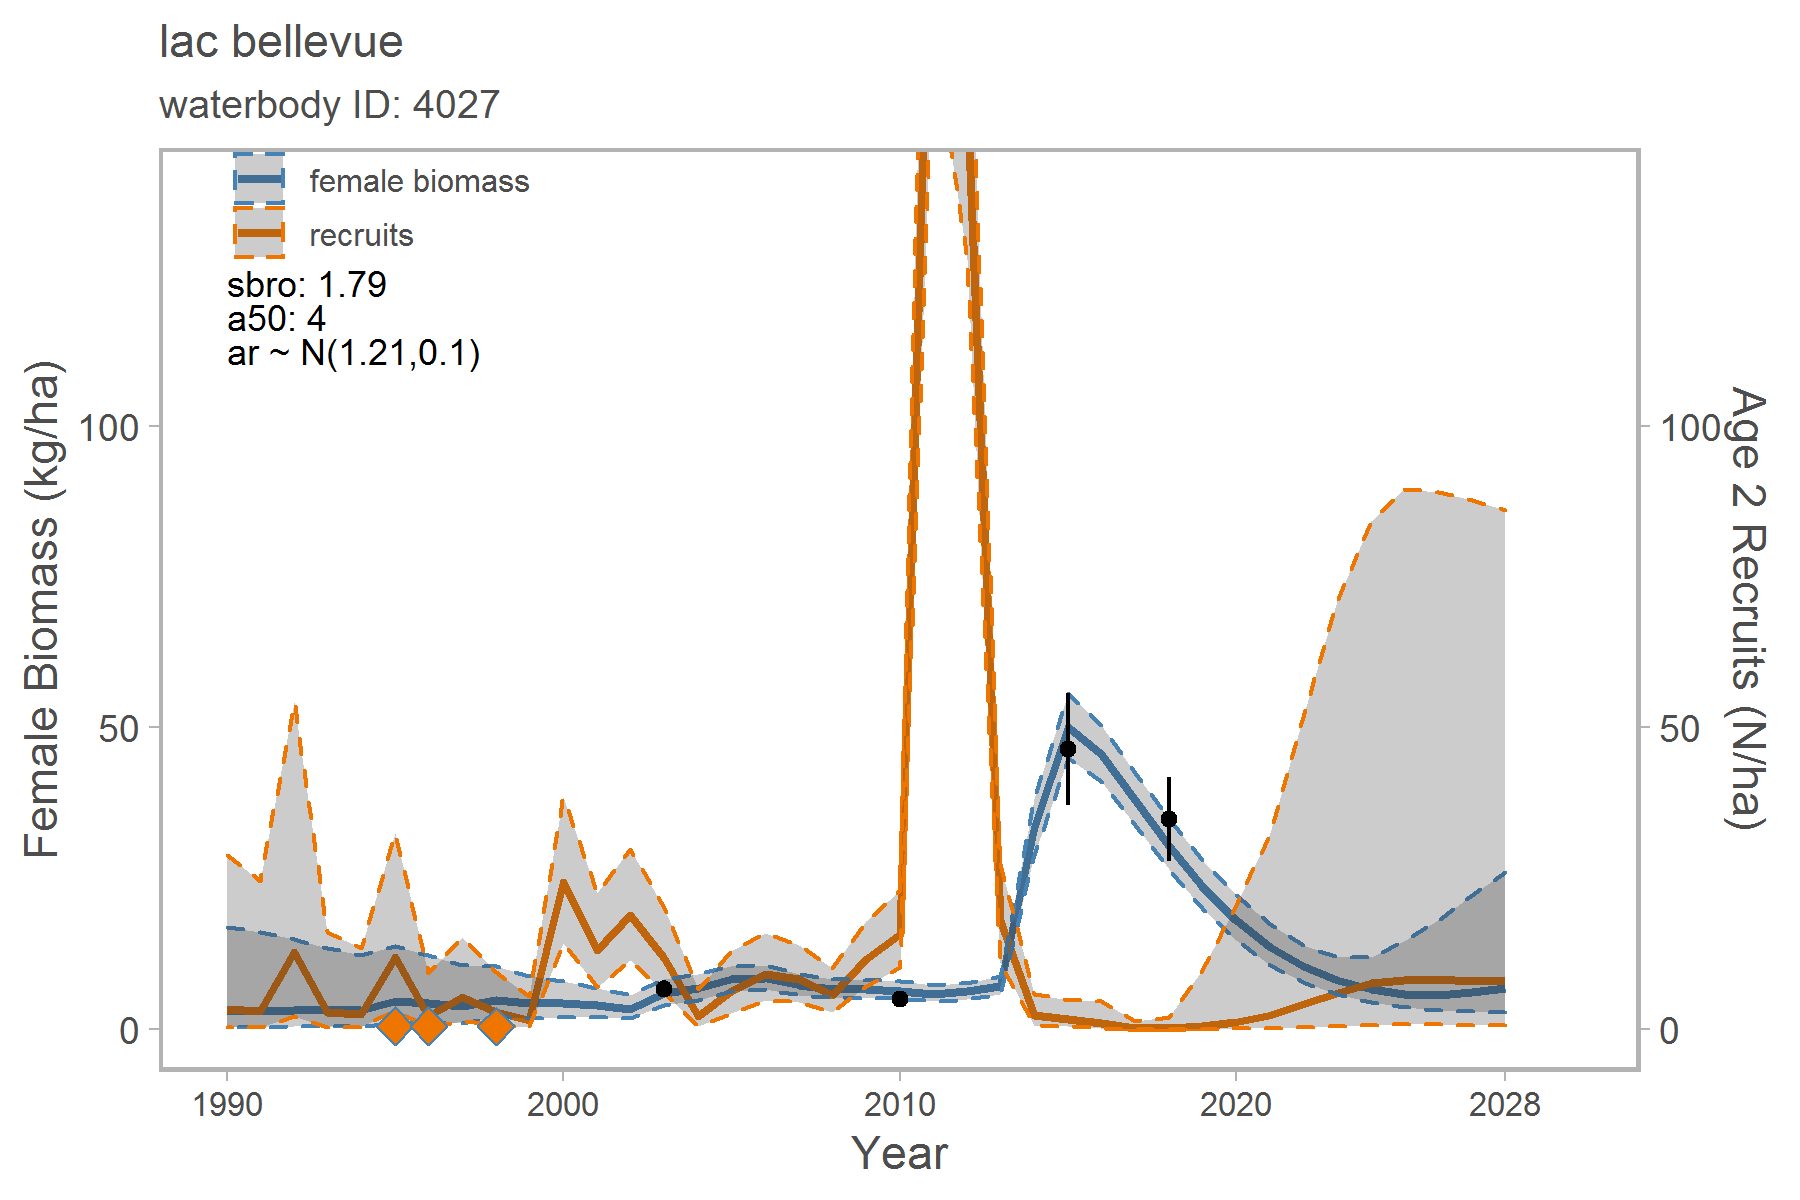 lac bellevue
waterbody ID: 4027
female biomass
recruits
sbro: 1.79
a50: 4
ar ~ N(1.21,0.1)
Female Biomass (kg/ha)
100
50
0
100
50
0
Age 2 Recruits (N/ha)
1990
2000
2010
2020
2028
Year